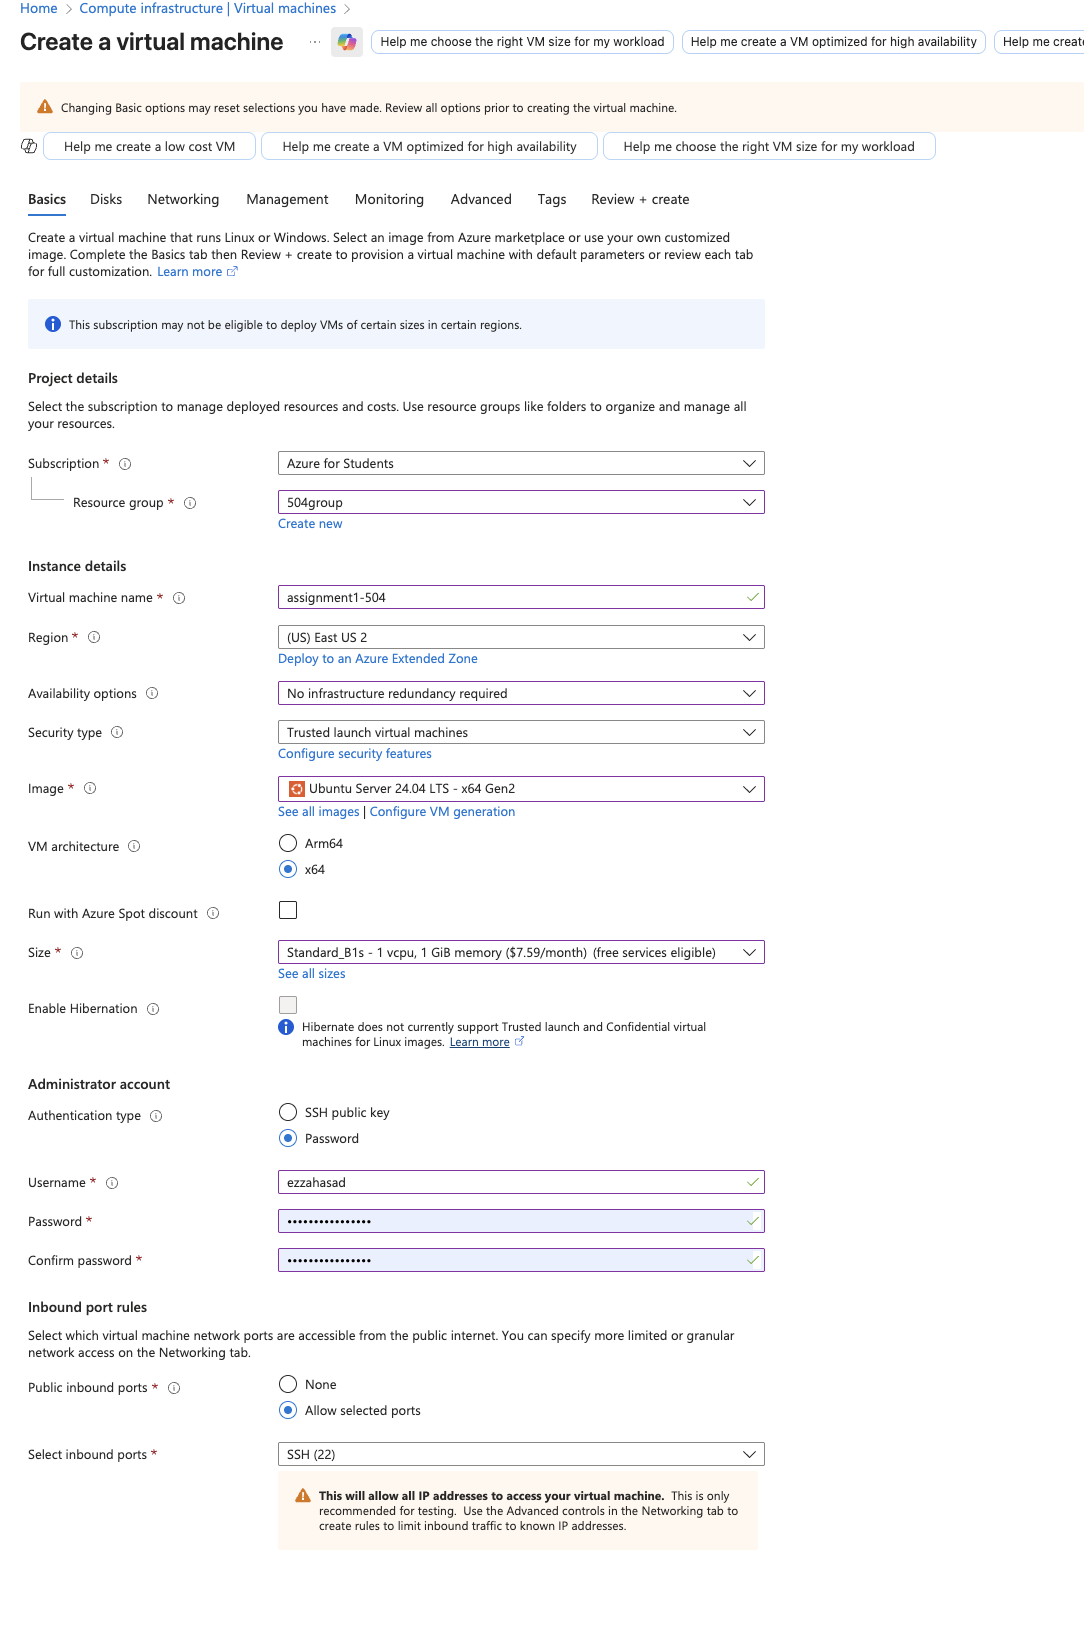 Home > Compute infrastructure | Virtual machines >
Create a virtual machine ... Help me choose the right VM size for my workload Help me create a VM optimized for high availability Help me create
Changing Basic options may reset selections you have made. Review all options prior to creating the virtual machine.
Help me create a low cost VM Help me create a VM optimized for high availability Help me choose the right VM size for my workload
Basics Disks Networking Management Monitoring Advanced Tags Review + create
Create a virtual machine that runs Linux or Windows. Select an image from Azure marketplace or use your own customized
image. Complete the Basics tab then Review + create to provision a virtual machine with default parameters or review each tab
for full customization. Learn more
This subscription may not be eligible to deploy VMs of certain sizes in certain regions.
Project details
Select the subscription to manage deployed resources and costs. Use resource groups like folders to organize and manage all
your resources.
Subscription * Azure for Students
Resource group * 504group
Create new
Instance details
Virtual machine name * assignment1-504
Region * (US) East US 2
Deploy to an Azure Extended Zone
Availability options No infrastructure redundancy required
Security type Trusted launch virtual machines
Configure security features
Image * Ubuntu Server 24.04 LTS - x64 Gen2
See all images | Configure VM generation
VM architecture Arm64
x64
Run with Azure Spot discount
Size * Standard_B1s - 1 vcpu, 1 GiB memory ($7.59/month) (free services eligible)
See all sizes
Enable Hibernation
Hibernate does not currently support Trusted launch and Confidential virtual
machines for Linux images. Learn more
Administrator account
Authentication type SSH public key
Password
Username * ezzahasad
Password * ••••••••••••••••
Confirm password * ••••••••••••••••
Inbound port rules
Select which virtual machine network ports are accessible from the public internet. You can specify more limited or granular
network access on the Networking tab.
Public inbound ports * None
Allow selected ports
Select inbound ports * SSH (22)
This will allow all IP addresses to access your virtual machine. This is only
recommended for testing. Use the Advanced controls in the Networking tab to
create rules to limit inbound traffic to known IP addresses.